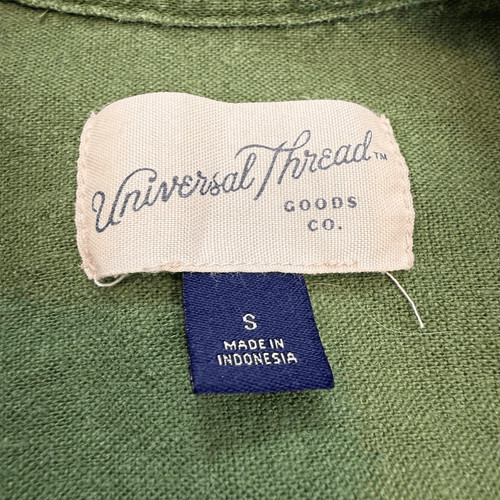 Universal Thread™
GOODS
CO.
S
MADE IN
INDONESIA